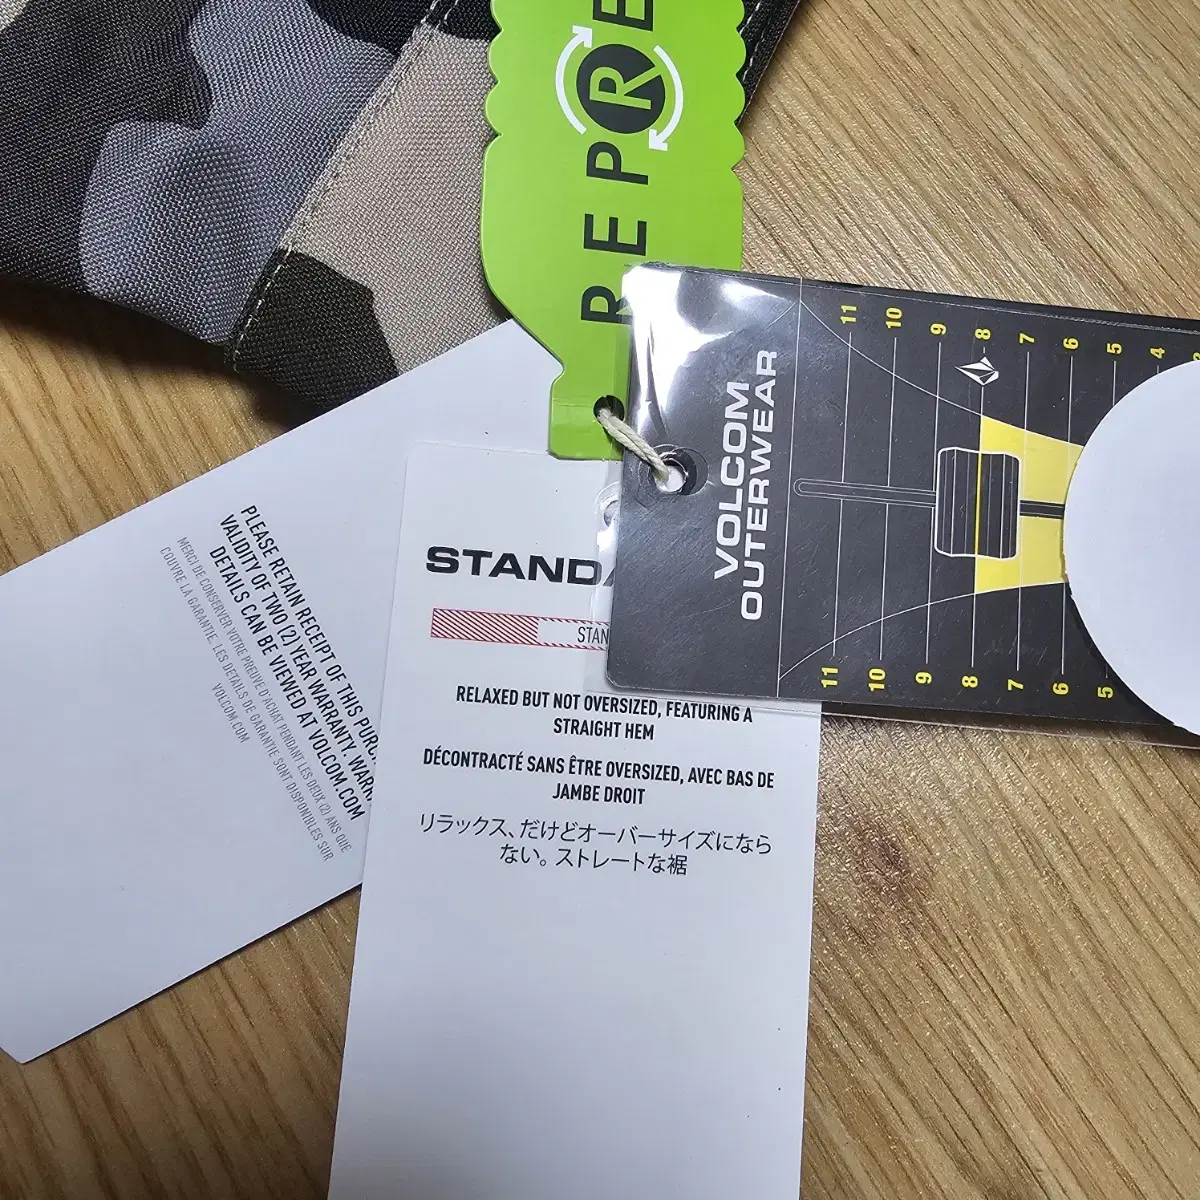 REPRE
VOLCOM
OUTERWEAR
11 10 9 8 7 6 5 4
11 10 9 8 7 6 5
PLEASE RETAIN RECEIPT OF THIS
VALIDITY OF TWO (2) YEAR WARRANTY.
DETAILS CAN BE VIEWED AT VOLCOM.COM
MERCI DE CONSERVER VOTRE PREUVE D'ACHAT PENDANT LES DEUX (2) ANS QUE
COUVRE LA GARANTIE. LES DETAILS DE GARANTIE SONT DISPONIBLES SUR
VOLCOM.COM
STANDA
STAN
RELAXED BUT NOT OVERSIZED, FEATURING A
STRAIGHT HEM
DÉCONTRACTÉ SANS ÊTRE OVERSIZED, AVEC BAS DE
JAMBE DROIT
リラックス、だけどオーバーサイズになら
ない。ストレートな裾